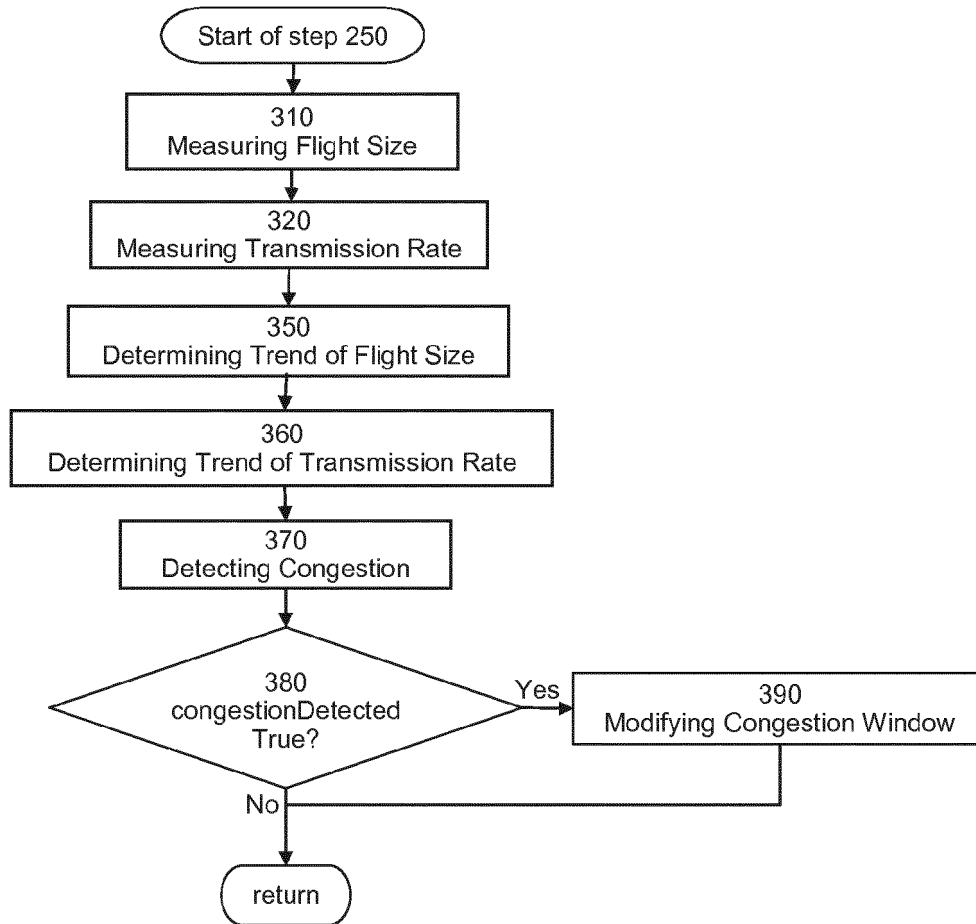 Start of step 250
310
Measuring Flight Size
320
Measuring Transmission Rate
350
Determining Trend of Flight Size
360
Determining Trend of Transmission Rate
370
Detecting Congestion
380
congestionDetected
True?
Yes
390
Modifying Congestion Window
No
return